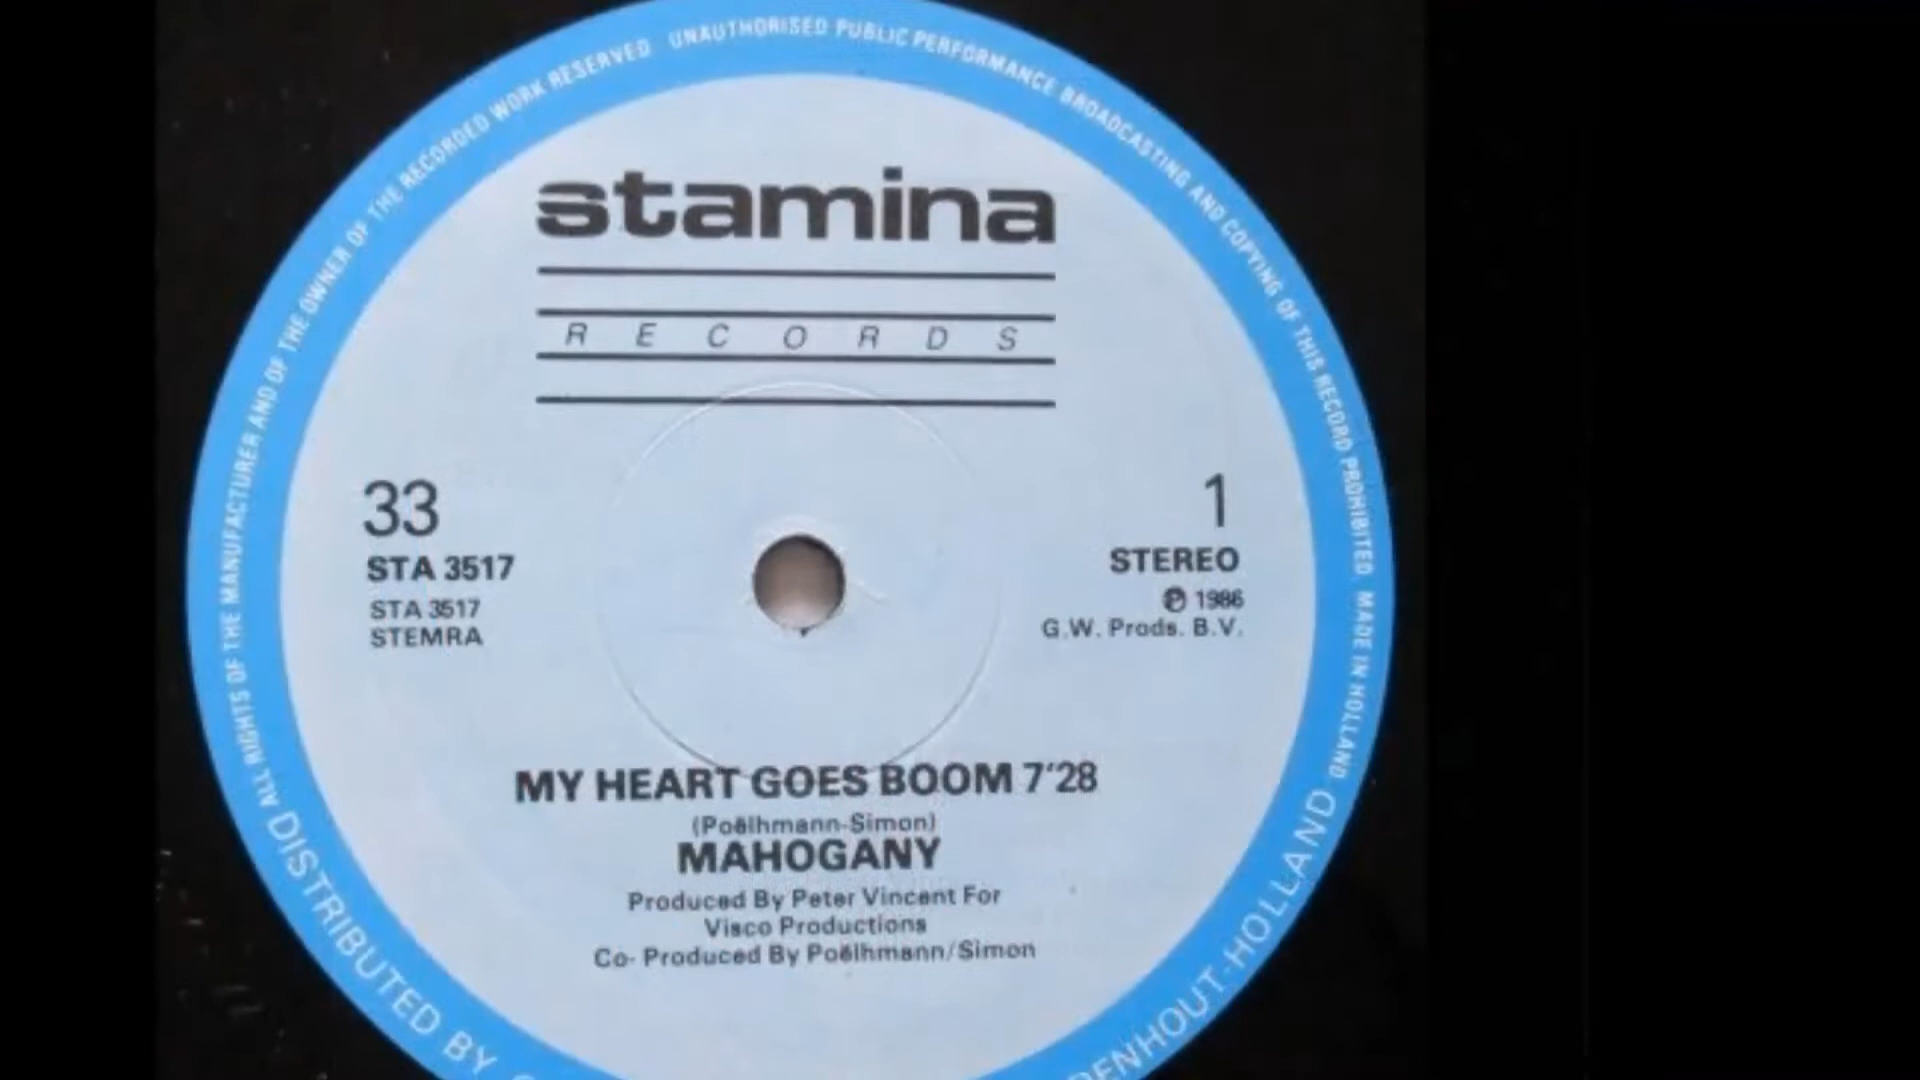 ALL RIGHTS OF THE MANUFACTURER AND OF THE OWNER OF THE RECORDED WORK RESERVED UNAUTHORISED PUBLIC PERFORMANCE BROADCASTING AND COPYING OF THIS RECORD PROHIBITED MADE IN HOLLAND
stamina
RECORDS
33
1
STA 3517
STEREO
STA 3517
℗ 1986
STEMRA
G.W. Prods. B.V.
MY HEART GOES BOOM 7'28
(Poëlhmann-Simon)
MAHOGANY
Produced By Peter Vincent For
Visco Productions
Co- Produced By Poëlhmann/Simon
DISTRIBUTED BY
HOLLAND